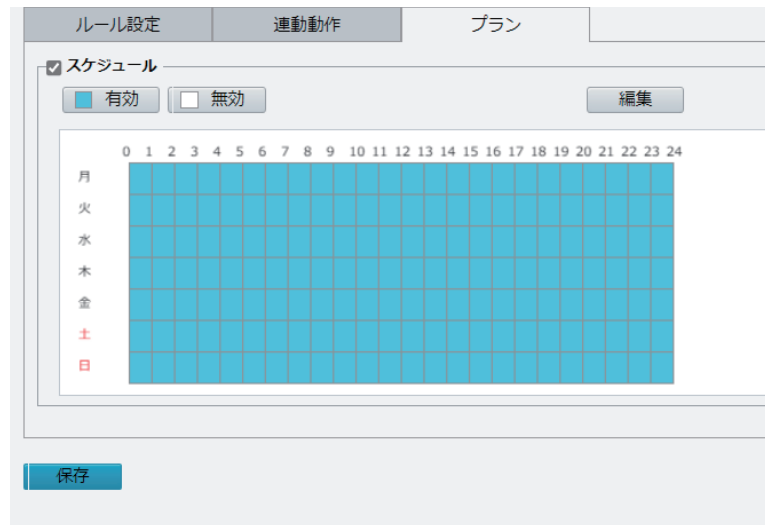 ルール設定 連動動作 プラン
スケジュール
有効 無効 編集
0 1 2 3 4 5 6 7 8 9 10 11 12 13 14 15 16 17 18 19 20 21 22 23 24
月
火
水
木
金
土
日
保存